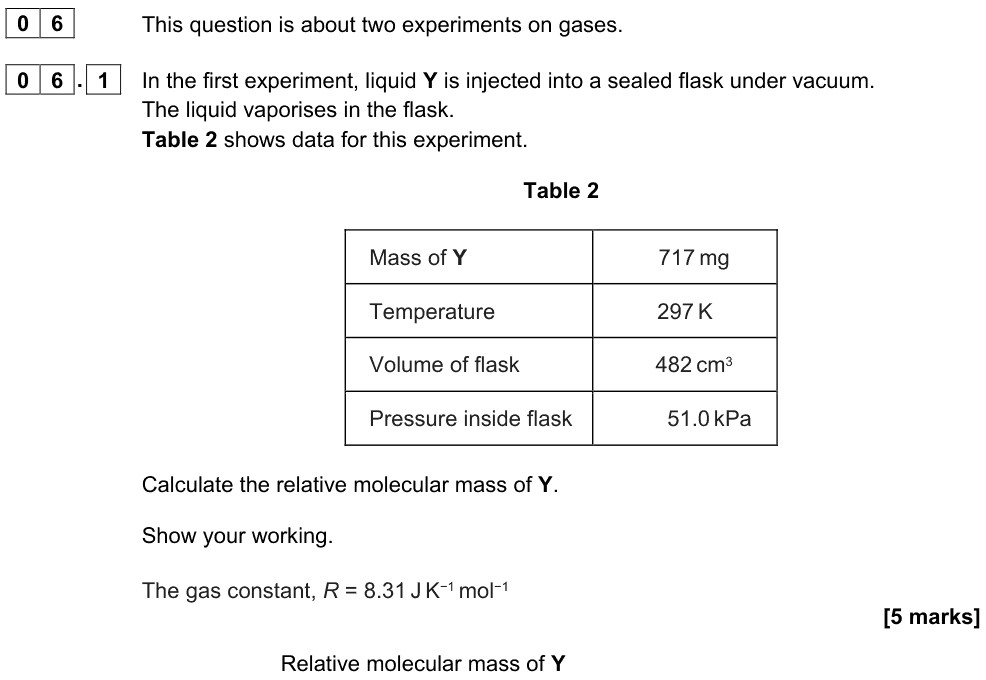 0 6 This question is about two experiments on gases.
0 6 . 1 In the first experiment, liquid Y is injected into a sealed flask under vacuum.
The liquid vaporises in the flask.
Table 2 shows data for this experiment.
Table 2
Mass of Y 717 mg
Temperature 297 K
Volume of flask 482 cm³
Pressure inside flask 51.0 kPa
Calculate the relative molecular mass of Y.
Show your working.
The gas constant, R = 8.31 J K⁻¹ mol⁻¹
[5 marks]
Relative molecular mass of Y